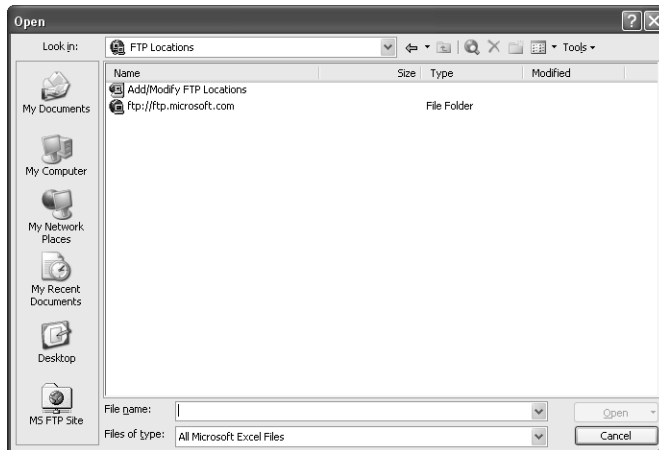 Open
Look in: FTP Locations Tools
Name Size Type Modified
Add/Modify FTP Locations
ftp://ftp.microsoft.com File Folder
My Documents
My Computer
My Network
Places
My Recent
Documents
Desktop
MS FTP Site
File name: Open
Files of type: All Microsoft Excel Files Cancel